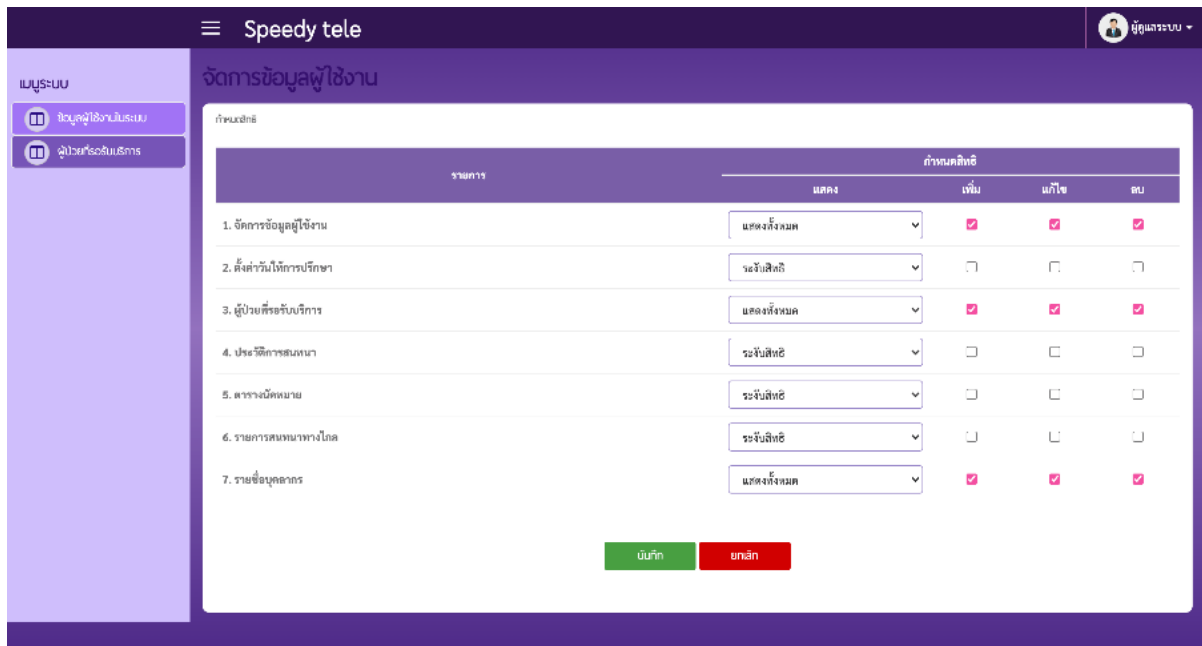 Speedy tele
ผู้ดูแลระบบ
เมนูระบบ
ข้อมูลผู้ใช้งานในระบบ
ผู้ป่วยที่รอรับบริการ
จัดการข้อมูลผู้ใช้งาน
กำหนดสิทธิ
รายการ
กำหนดสิทธิ
แสดง เพิ่ม แก้ไข ลบ
1. จัดการข้อมูลผู้ใช้งาน แสดงทั้งหมด
2. ตั้งค่าวันให้การปรึกษา ระงับสิทธิ
3. ผู้ป่วยที่รอรับบริการ แสดงทั้งหมด
4. ประวัติการสนทนา ระงับสิทธิ
5. ตารางนัดหมาย ระงับสิทธิ
6. รายการสนทนาทางไกล ระงับสิทธิ
7. รายชื่อบุคลากร แสดงทั้งหมด
บันทึก ยกเลิก